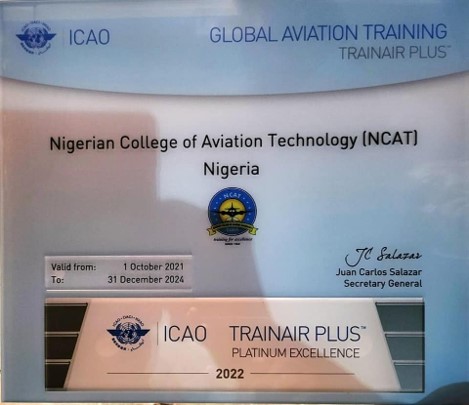 ICAO
GLOBAL AVIATION TRAINING
TRAINAIR PLUS™
Nigerian College of Aviation Technology (NCAT)
Nigeria
NCAT
training for excellence
JC Salazar
Juan Carlos Salazar
Secretary General
Valid from: 1 October 2021
To: 31 December 2024
ICAO
TRAINAIR PLUS™
PLATINUM EXCELLENCE
2022